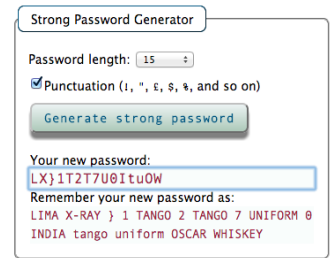 Strong Password Generator
Password length: 15
Punctuation (!, ", £, $, %, and so on)
Generate strong password
Your new password:
LX}1T2T7U0ItuOW
Remember your new password as:
LIMA X-RAY } 1 TANGO 2 TANGO 7 UNIFORM 0
INDIA tango uniform OSCAR WHISKEY